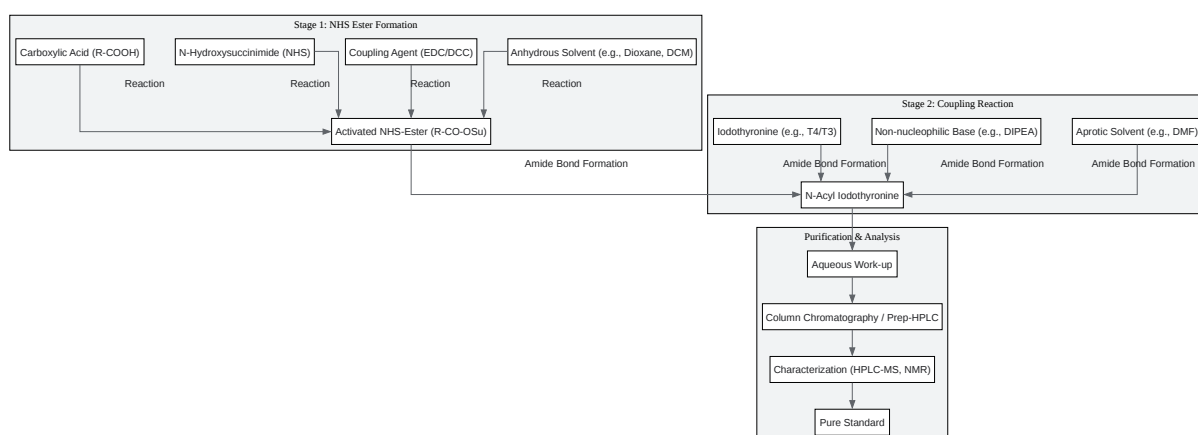 Stage 1: NHS Ester Formation
Carboxylic Acid (R-COOH)
N-Hydroxysuccinimide (NHS)
Coupling Agent (EDC/DCC)
Anhydrous Solvent (e.g., Dioxane, DCM)
Reaction
Reaction
Reaction
Reaction
Activated NHS-Ester (R-CO-OSu)
Stage 2: Coupling Reaction
Iodothyronine (e.g., T4/T3)
Non-nucleophilic Base (e.g., DIPEA)
Aprotic Solvent (e.g., DMF)
Amide Bond Formation
Amide Bond Formation
Amide Bond Formation
Amide Bond Formation
N-Acyl Iodothyronine
Purification & Analysis
Aqueous Work-up
Column Chromatography / Prep-HPLC
Characterization (HPLC-MS, NMR)
Pure Standard